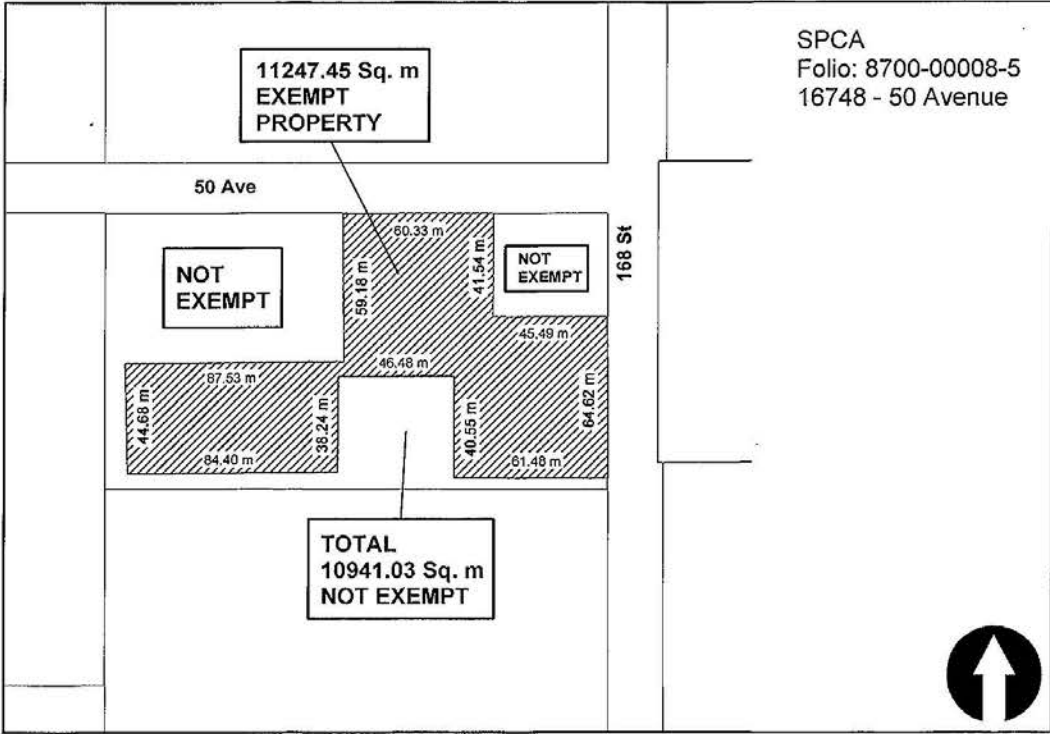 SPCA
Folio: 8700-00008-5
16748 - 50 Avenue
11247.45 Sq. m
EXEMPT
PROPERTY
50 Ave
168 St
60.33 m
59.18 m
41.54 m
NOT
EXEMPT
NOT
EXEMPT
45.49 m
46.48 m
87.53 m
44.68 m
38.24 m
40.55 m
64.62 m
84.40 m
61.48 m
TOTAL
10941.03 Sq. m
NOT EXEMPT